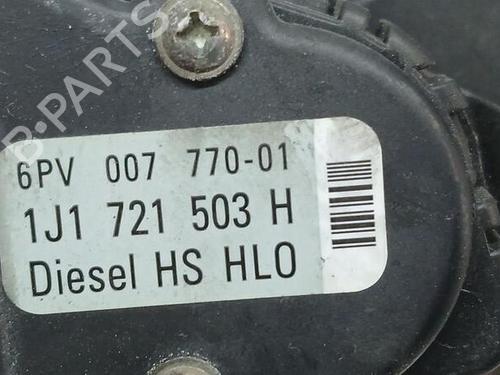 B-PARTS
6PV 007 770-01
1J1 721 503 H
Diesel HS HLO